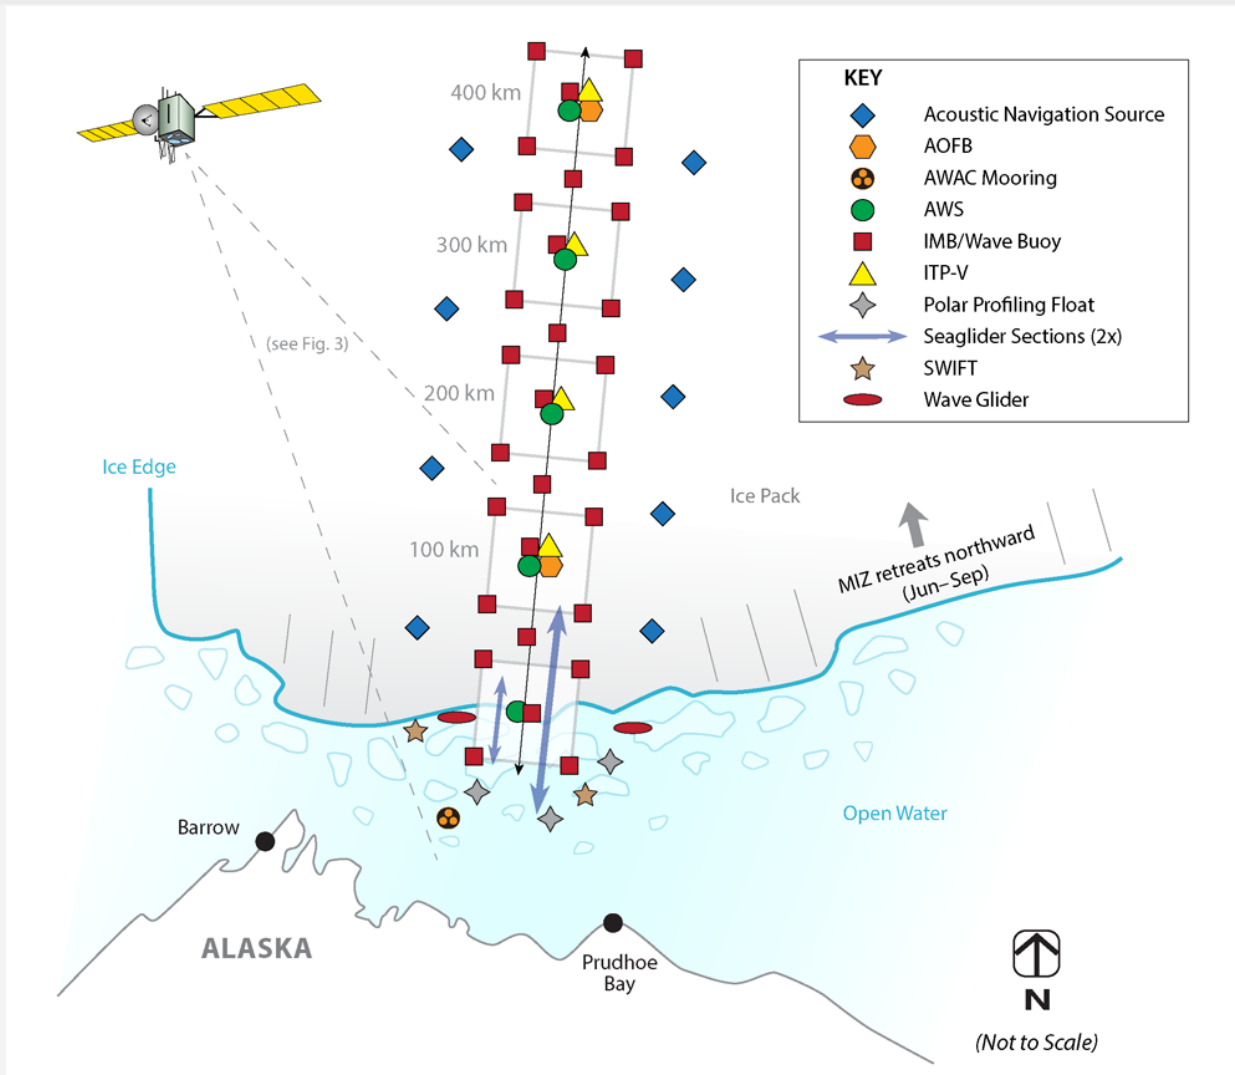 400 km
300 km
(see Fig. 3)
200 km
Ice Edge
100 km
Ice Pack
MIZ retreats northward
(Jun–Sep)
Open Water
Barrow
ALASKA
Prudhoe
Bay
KEY
Acoustic Navigation Source
AOFB
AWAC Mooring
AWS
IMB/Wave Buoy
ITP-V
Polar Profiling Float
Seaglider Sections (2x)
SWIFT
Wave Glider
N
(Not to Scale)